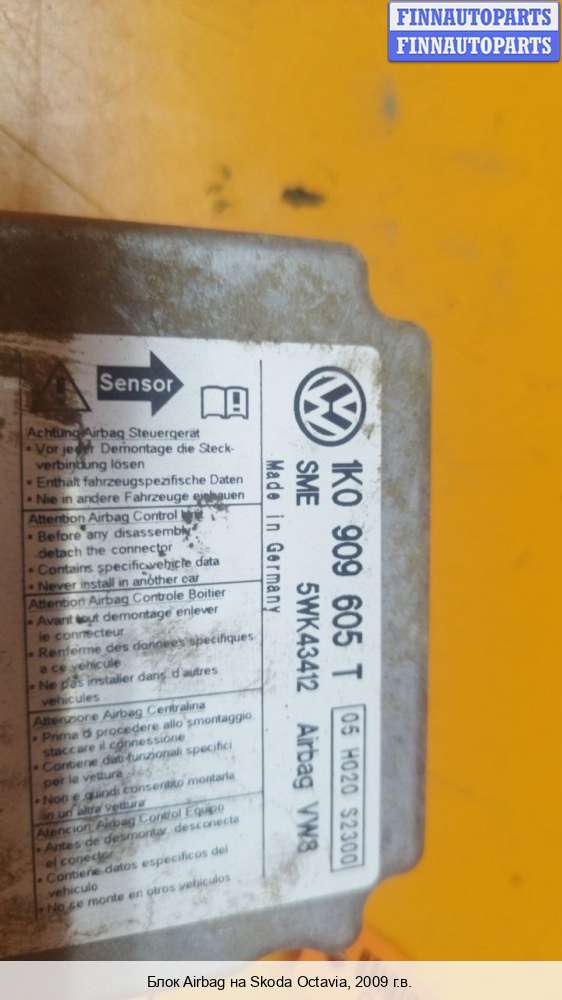 FINNAUTOPARTS
FINNAUTOPARTS
Sensor
Achtung Airbag Steuergerät
• Vor jeder Demontage die Steck-
verbindung lösen
• Enthält fahrzeugspezifische Daten
• Nie in andere Fahrzeuge einbauen
Attention Airbag Control Unit
• Before any disassembly
detach the connector
• Contains specific vehicle data
• Never install in another car
Attention Airbag Controle Boitier
• Avant tout demontage enlever
le connecteur
• Renferme des données specifiques
a ce vehicule
• Ne pas installer dans d'autres
vehicules
Attenzione Airbag Centralina
• Prima di procedere allo smontaggio
staccare il connessione
• Contiene dati funzionali specifici
per la vettura
• Non e quindi consentito montarla
in un'altra vettura
Atencion Airbag Control Equipo
• Antes de desmontar, desconecta
el conector
• Contiene datos especificos del
vehiculo
• No se monte en otros vehiculos
1K0 909 605 T 05 H020 S2300
SME 5WK43412 Airbag VW8
Made in Germany
Блок Airbag на Skoda Octavia, 2009 г.в.